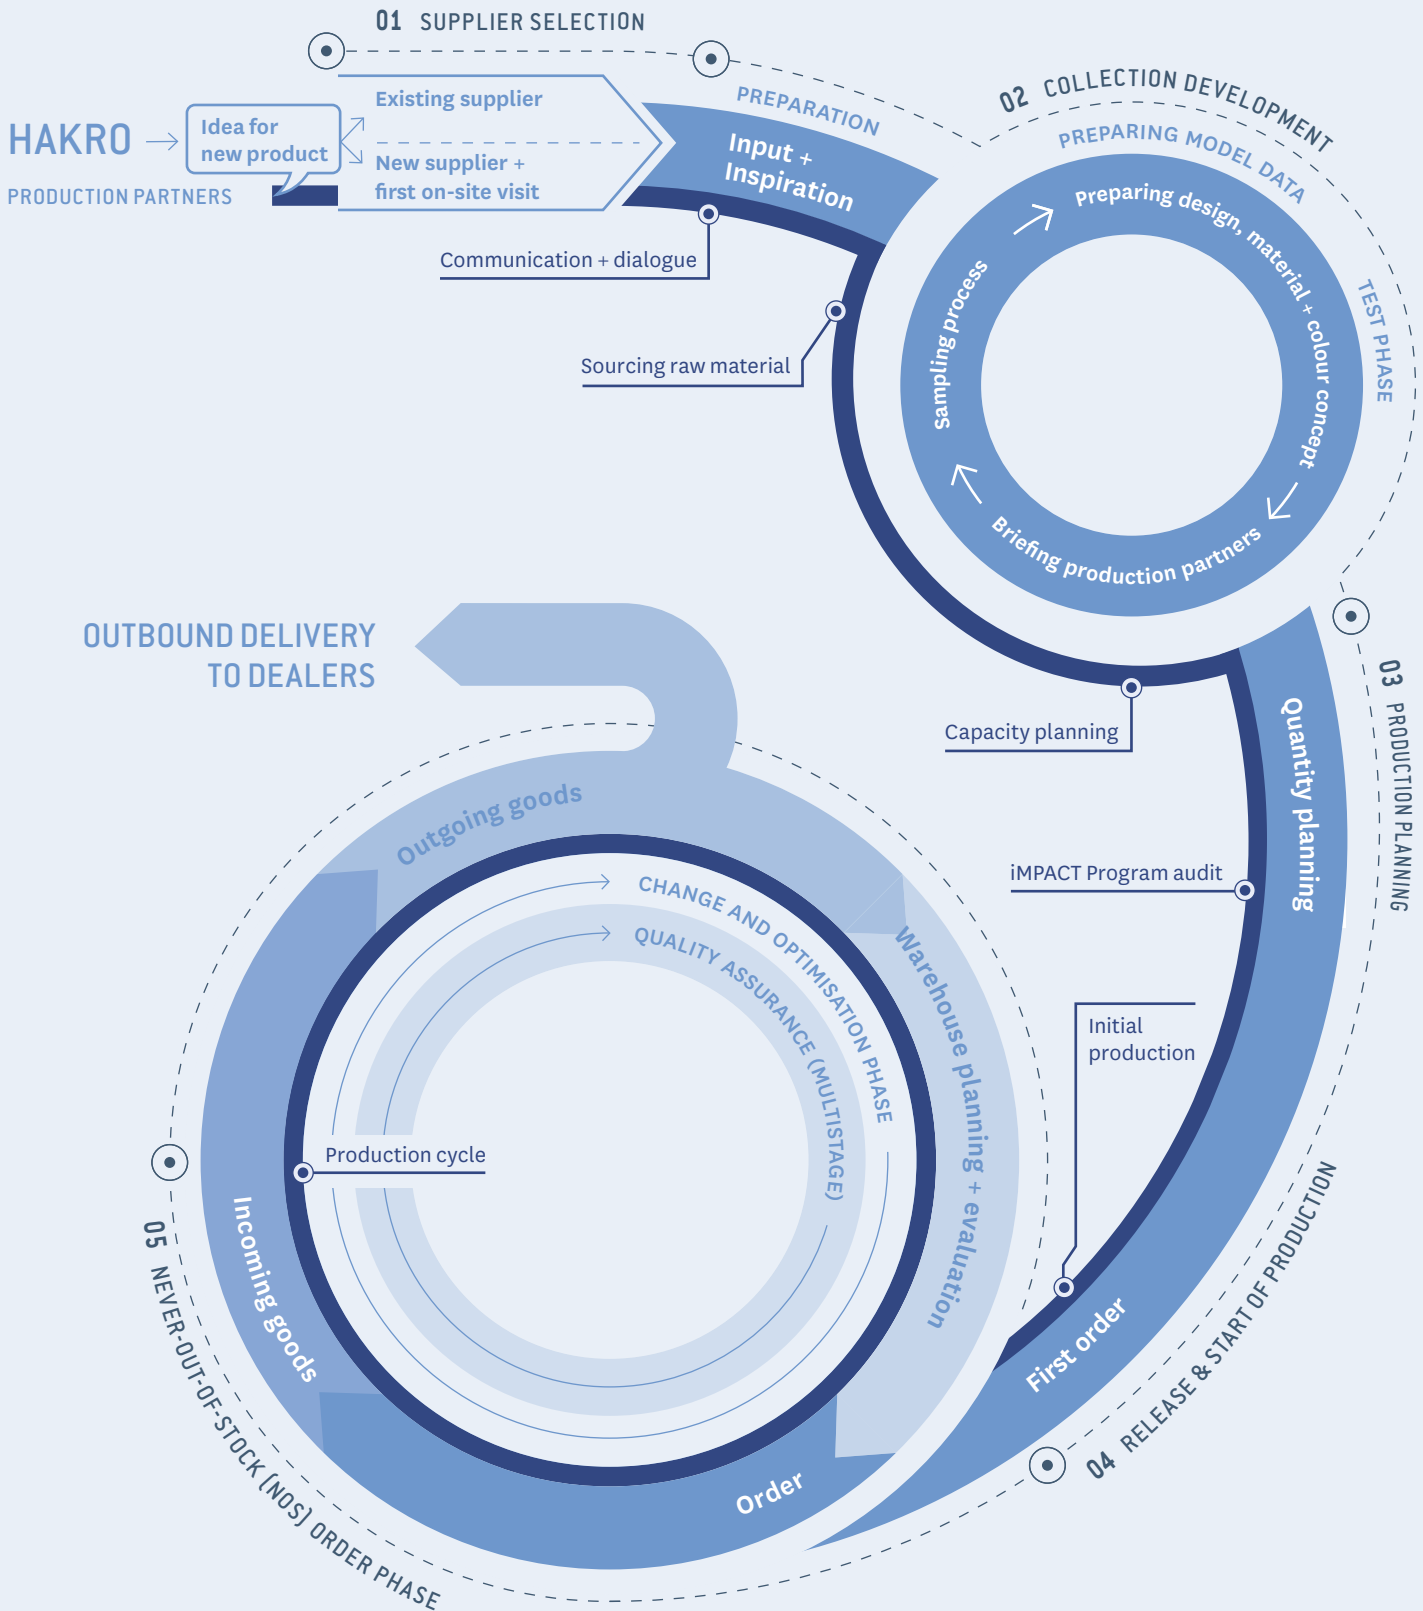 01 SUPPLIER SELECTION
HAKRO
PRODUCTION PARTNERS
Idea for
new product
Existing supplier
New supplier +
first on-site visit
PREPARATION
Input +
Inspiration
Communication + dialogue
Sourcing raw material
02 COLLECTION DEVELOPMENT
PREPARING MODEL DATA
TEST PHASE
Preparing design, material + colour concept
Briefing production partners
Sampling process
Capacity planning
03 PRODUCTION PLANNING
Quantity planning
iMPACT Program audit
Initial
production
First order
04 RELEASE & START OF PRODUCTION
OUTBOUND DELIVERY
TO DEALERS
Outgoing goods
CHANGE AND OPTIMISATION PHASE
QUALITY ASSURANCE (MULTISTAGE)
Warehouse planning + evaluation
Production cycle
Incoming goods
Order
05 NEVER-OUT-OF-STOCK (NOS) ORDER PHASE